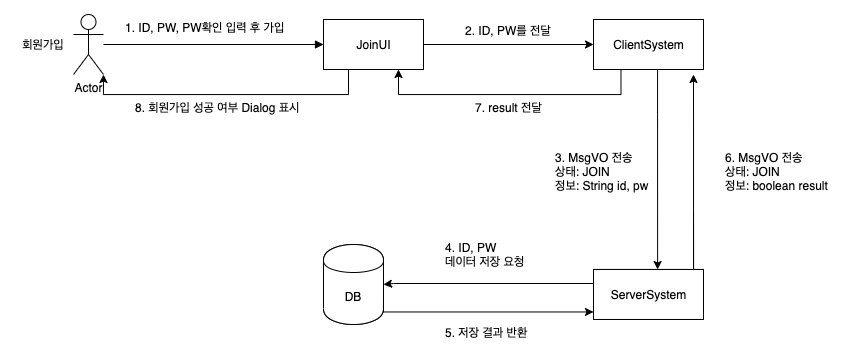 회원가입
Actor
1. ID, PW, PW확인 입력 후 가입
JoinUI
2. ID, PW를 전달
ClientSystem
8. 회원가입 성공 여부 Dialog 표시
7. result 전달
3. MsgVO 전송
상태: JOIN
정보: String id, pw
6. MsgVO 전송
상태: JOIN
정보: boolean result
4. ID, PW
데이터 저장 요청
DB
ServerSystem
5. 저장 결과 반환